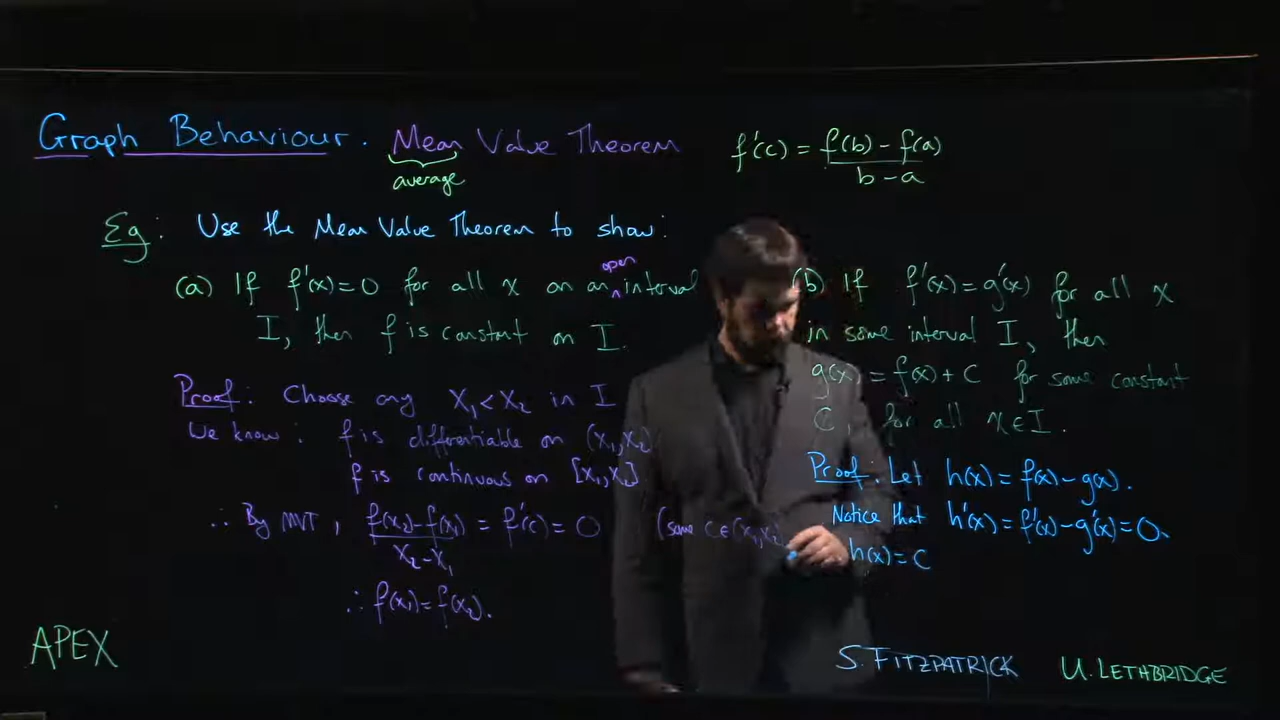 Graph Behaviour. Mean Value Theorem f'(c) = f(b) - f(a) / b - a
average
Eg: Use the Mean Value Theorem to show:
(a) If f'(x) = 0 for all x on an open interval
I, then f is constant on I.
Proof: Choose any x₁ < x₂ in I
We know: f is differentiable on (x₁, x₂)
f is continuous on [x₁, x₂]
∴ By MVT, f(x₂) - f(x₁) / x₂ - x₁ = f'(c) = 0 (some c ∈ (x₁, x₂)
∴ f(x₁) = f(x₂).
(b) If f'(x) = g'(x) for all x
in some interval I, then
g(x) = f(x) + C for some constant
C, for all x ∈ I.
Proof: Let h(x) = f(x) - g(x).
Notice that h'(x) = f'(x) - g'(x) = 0.
h(x) = C
APEX
S. FITZPATRICK U. LETHBRIDGE